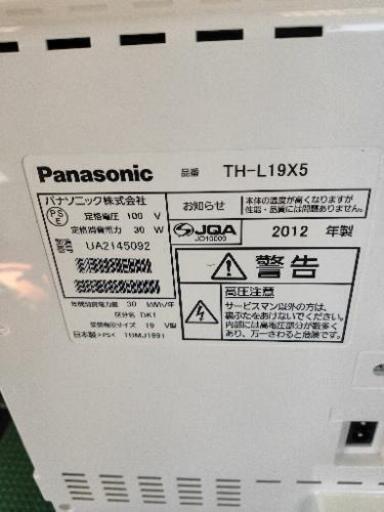 Panasonic 品番 TH-L19X5
パナソニック株式会社
PSE
定格電圧 100 V
定格消費電力 30 W
UA2145092
お知らせ
本体の温度が高くなりますが
性能・品質には問題ありません。
JQA
2012 年製
警告
高圧注意
サービスマン以外の方は、
裏ぶたをあけないでください。
内部には高電圧部分が数多く
あり、万一さわると危険です。
年間消費電力量 30 kWh/年
区分名 DK1
受信機型サイズ 19 V型
日本製